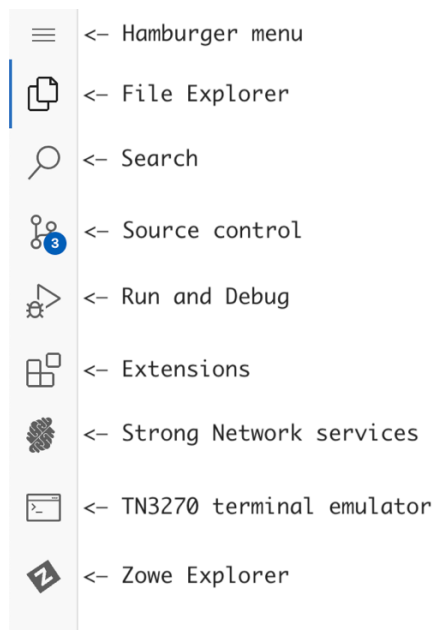 <– Hamburger menu
<– File Explorer
<– Search
<– Source control
3
<– Run and Debug
<– Extensions
<– Strong Network services
>_
<– TN3270 terminal emulator
Z
<– Zowe Explorer